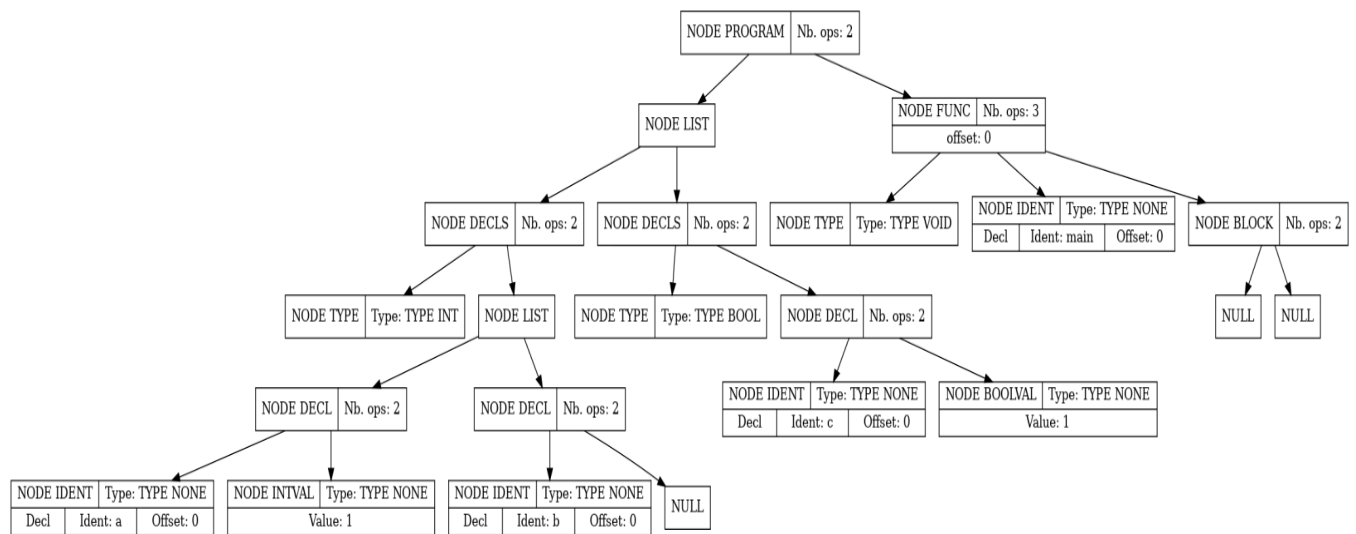 NODE PROGRAM Nb. ops: 2
NODE LIST
NODE FUNC Nb. ops: 3
offset: 0
NODE DECLS Nb. ops: 2
NODE DECLS Nb. ops: 2
NODE TYPE Type: TYPE VOID
NODE IDENT Type: TYPE NONE
Decl Ident: main Offset: 0
NODE BLOCK Nb. ops: 2
NODE TYPE Type: TYPE INT
NODE LIST
NODE TYPE Type: TYPE BOOL
NODE DECL Nb. ops: 2
NULL
NULL
NODE DECL Nb. ops: 2
NODE DECL Nb. ops: 2
NODE IDENT Type: TYPE NONE
Decl Ident: c Offset: 0
NODE BOOLVAL Type: TYPE NONE
Value: 1
NODE IDENT Type: TYPE NONE
Decl Ident: a Offset: 0
NODE INTVAL Type: TYPE NONE
Value: 1
NODE IDENT Type: TYPE NONE
Decl Ident: b Offset: 0
NULL